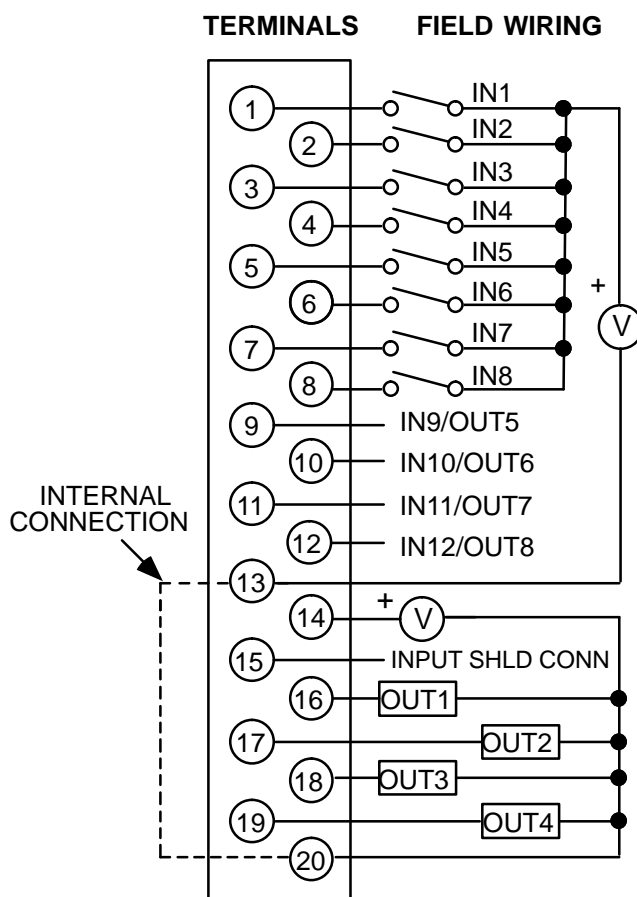 TERMINALS FIELD WIRING
1 IN1
2 IN2
3 IN3
4 IN4
5 IN5
6 IN6
+
V
7 IN7
8 IN8
9 IN9/OUT5
10 IN10/OUT6
INTERNAL
CONNECTION
11 IN11/OUT7
12 IN12/OUT8
13
14 + V
15 INPUT SHLD CONN
16 OUT1
17 OUT2
18 OUT3
19 OUT4
20